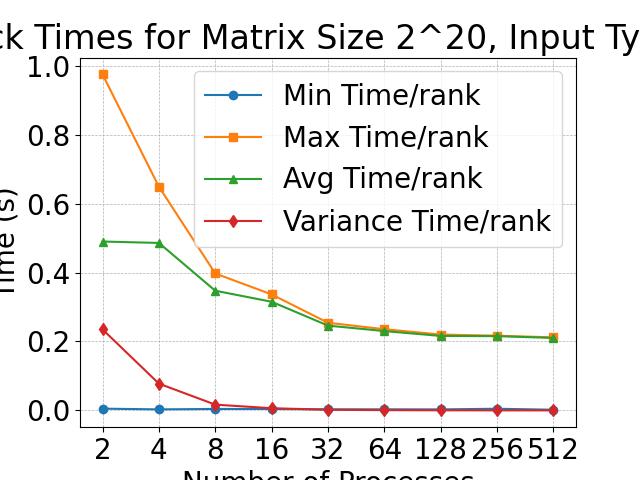 ck Times for Matrix Size 2^20, Input Ty
1.0
0.8
0.6
0.4
0.2
0.0
Time (s)
Min Time/rank
Max Time/rank
Avg Time/rank
Variance Time/rank
2 4 8 16 32 64 128 256 512
Number of Processes